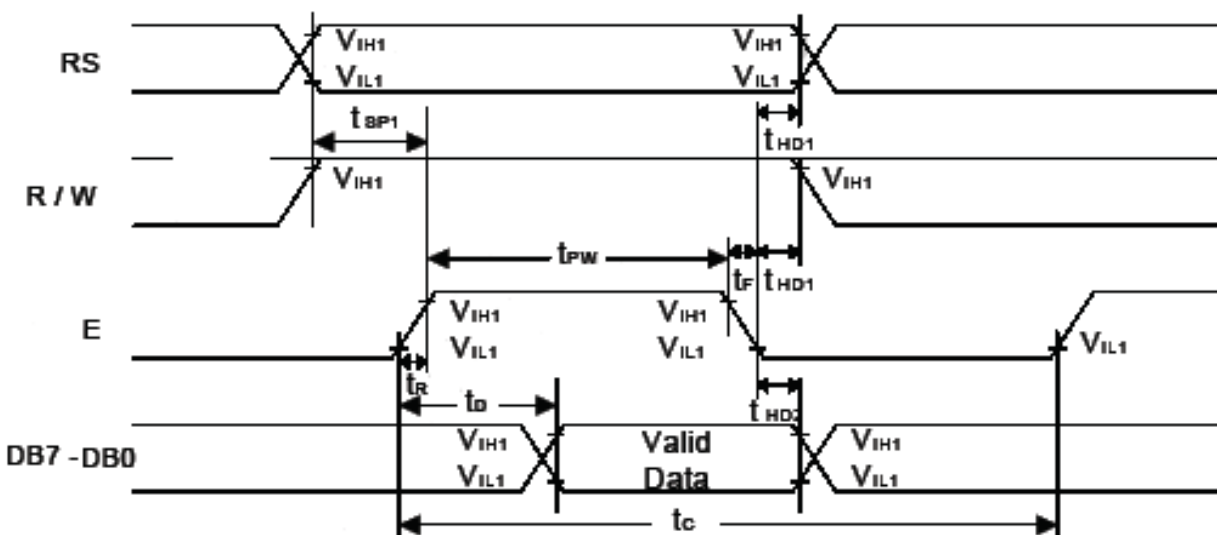 VIH1 VIH1
RS
VIL1 VIL1
tSP1
tHD1
R / W VIH1 VIH1
tPW tF tHD1
VIH1 VIH1
E
VIL1 VIL1 VIL1
tR
tD tHD2
DB7 -DB0 VIH1 Valid VIH1
VIL1 Data VIL1
tC